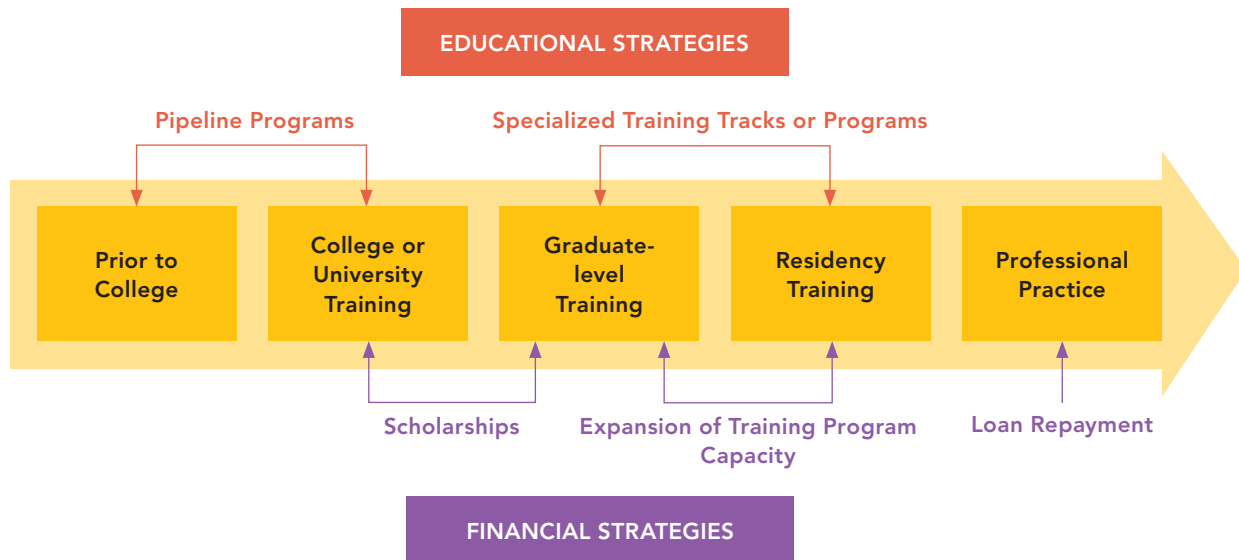 EDUCATIONAL STRATEGIES
Pipeline Programs
Specialized Training Tracks or Programs
Prior to
College
College or
University
Training
Graduate-
level
Training
Residency
Training
Professional
Practice
Scholarships
Expansion of Training Program
Capacity
Loan Repayment
FINANCIAL STRATEGIES